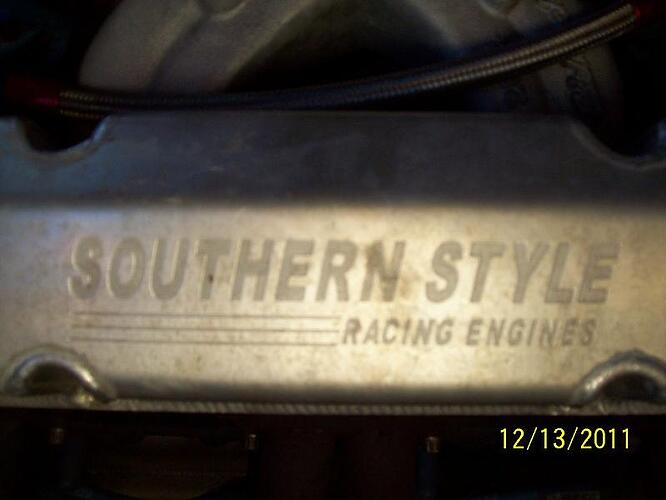 SOUTHERN STYLE
RACING ENGINES
12/13/2011